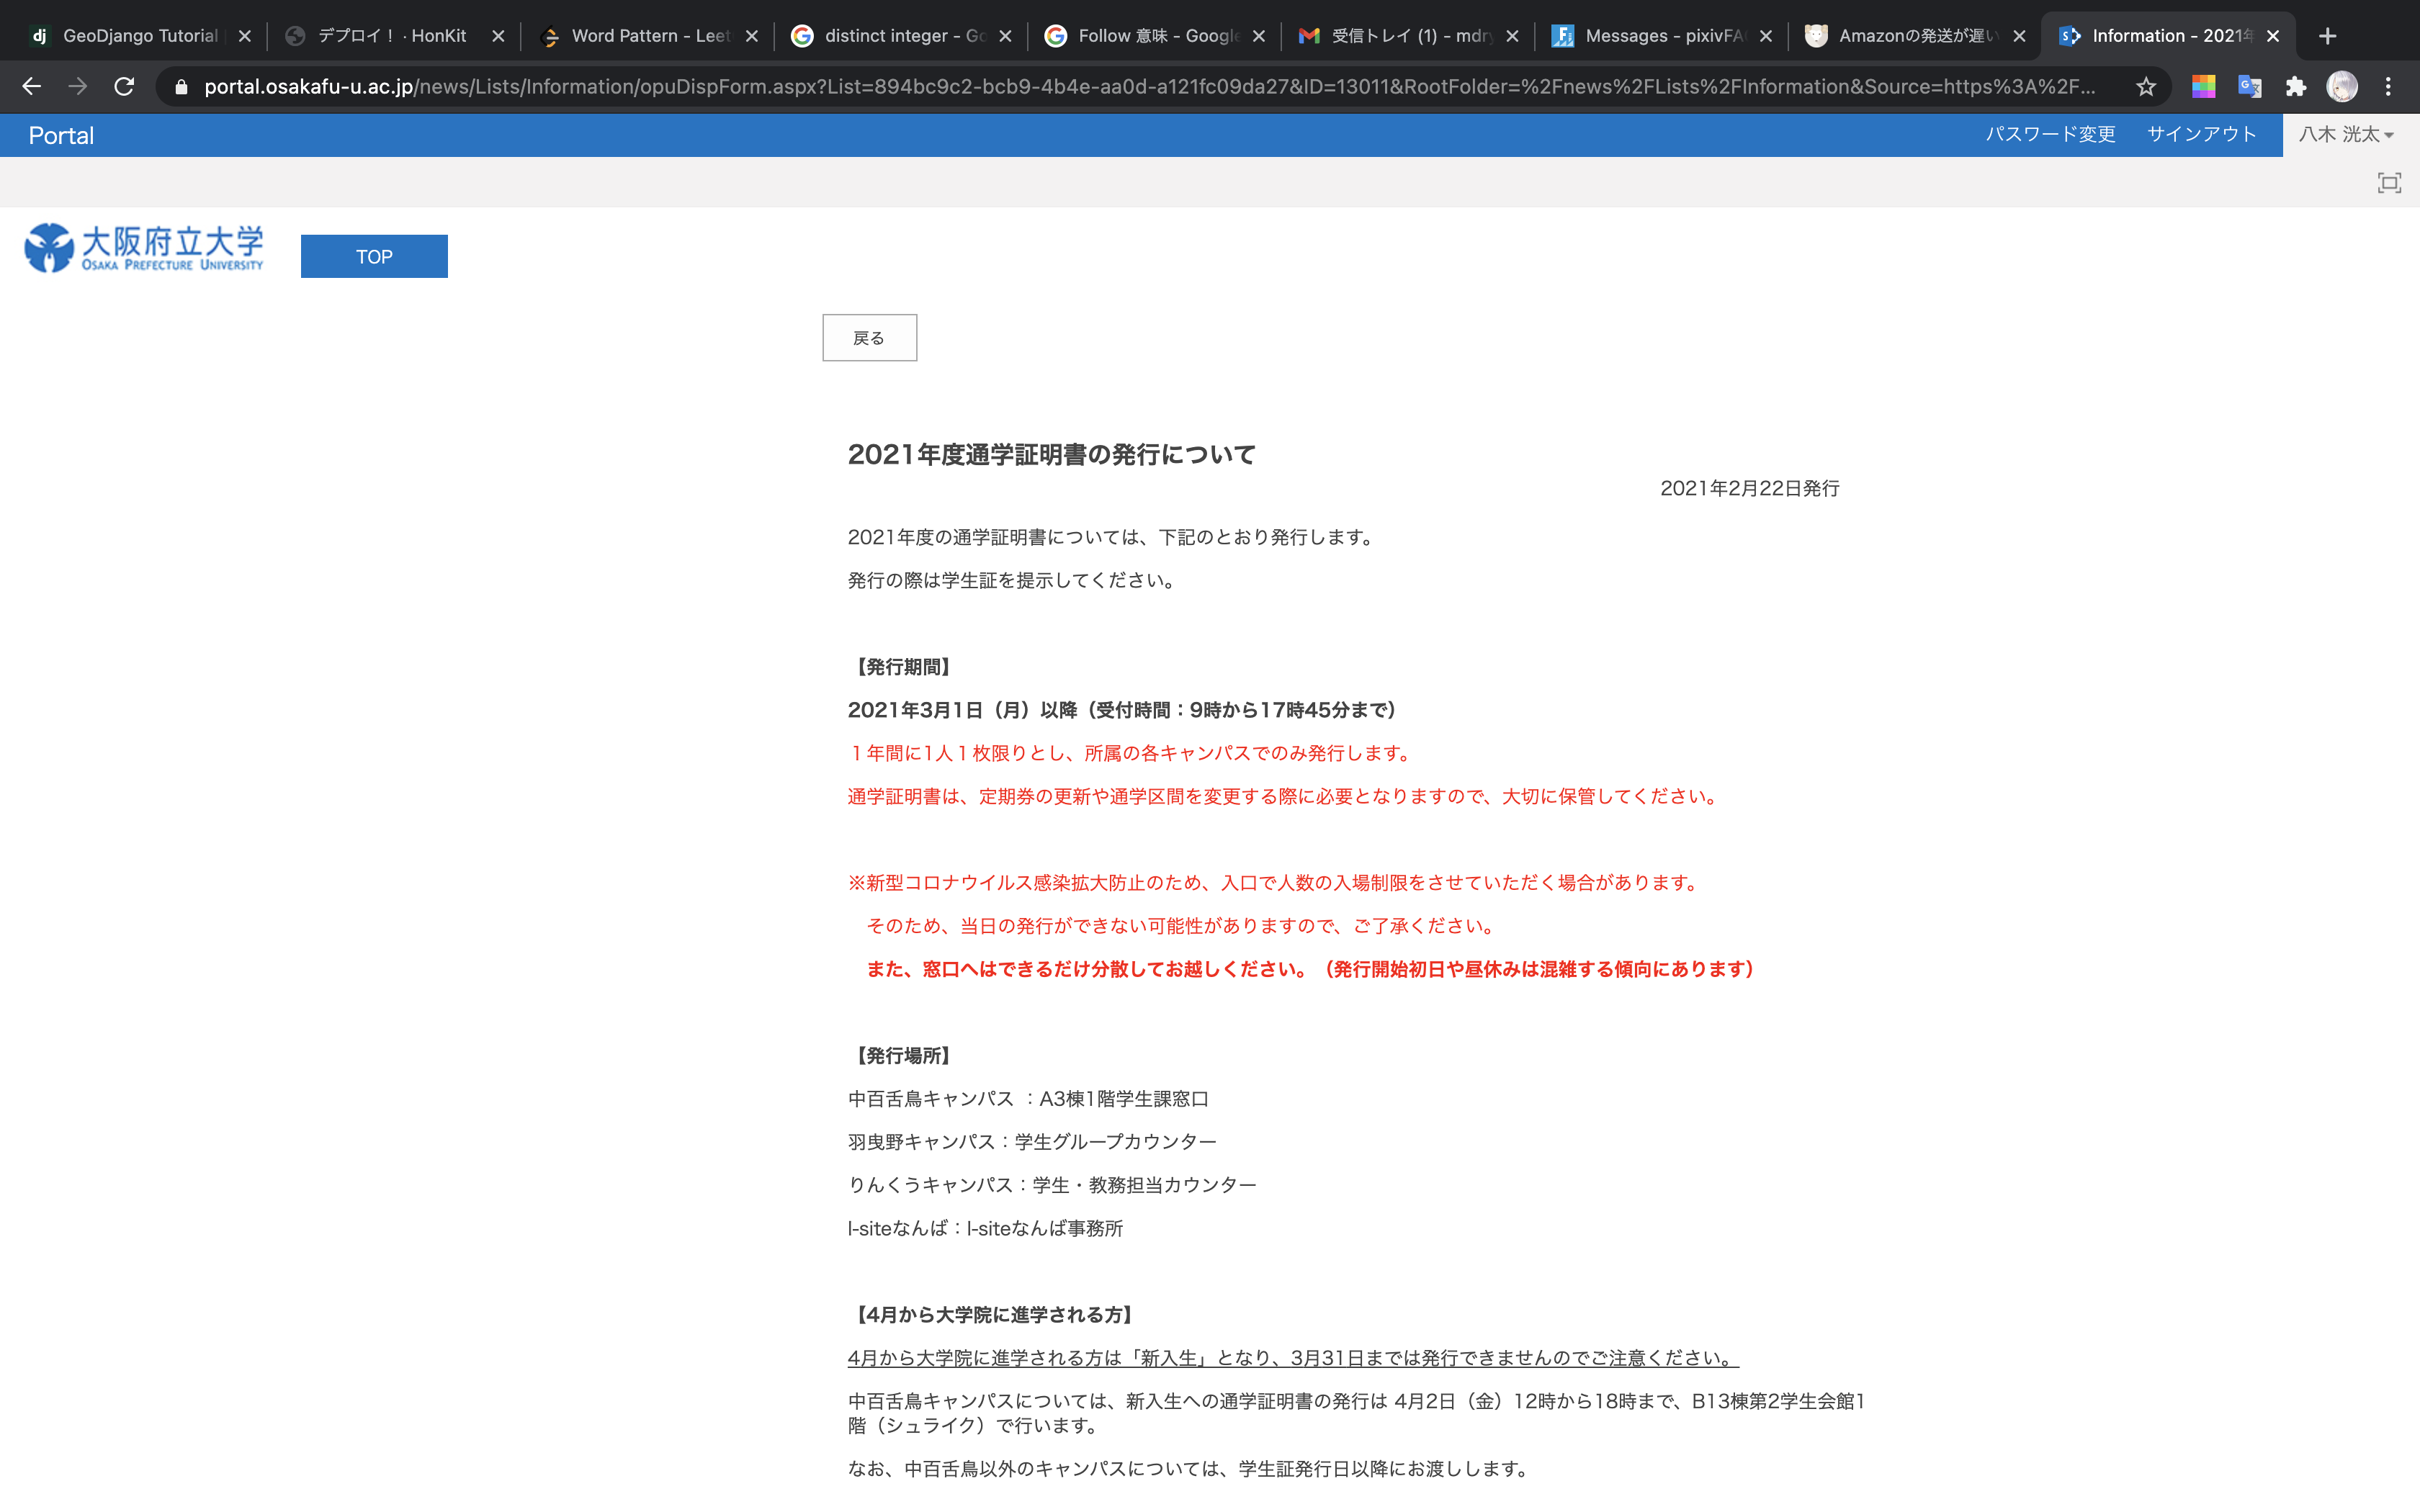 GeoDjango Tutorial
デプロイ！ · HonKit
Word Pattern - Leet
distinct integer - Go
Follow 意味 - Google
受信トレイ (1) - mdry
Messages - pixivFA
Amazonの発送が遅い
Information - 2021年
portal.osakafu-u.ac.jp/news/Lists/Information/opuDispForm.aspx?List=894bc9c2-bcb9-4b4e-aa0d-a121fc09da27&ID=13011&RootFolder=%2Fnews%2FLists%2FInformation&Source=https%3A%2F...
Portal
パスワード変更
サインアウト
八木 洸太
大阪府立大学
OSAKA PREFECTURE UNIVERSITY
TOP
戻る
2021年度通学証明書の発行について
2021年2月22日発行
2021年度の通学証明書については、下記のとおり発行します。
発行の際は学生証を提示してください。
【発行期間】
2021年3月1日（月）以降（受付時間：9時から17時45分まで）
１年間に1人１枚限りとし、所属の各キャンパスでのみ発行します。
通学証明書は、定期券の更新や通学区間を変更する際に必要となりますので、大切に保管してください。
※新型コロナウイルス感染拡大防止のため、入口で人数の入場制限をさせていただく場合があります。
そのため、当日の発行ができない可能性がありますので、ご了承ください。
また、窓口へはできるだけ分散してお越しください。（発行開始初日や昼休みは混雑する傾向にあります）
【発行場所】
中百舌鳥キャンパス ：A3棟1階学生課窓口
羽曳野キャンパス：学生グループカウンター
りんくうキャンパス：学生・教務担当カウンター
I-siteなんば：I-siteなんば事務所
【4月から大学院に進学される方】
4月から大学院に進学される方は「新入生」となり、3月31日までは発行できませんのでご注意ください。
中百舌鳥キャンパスについては、新入生への通学証明書の発行は 4月2日（金）12時から18時まで、B13棟第2学生会館1
階（シュライク）で行います。
なお、中百舌鳥以外のキャンパスについては、学生証発行日以降にお渡しします。